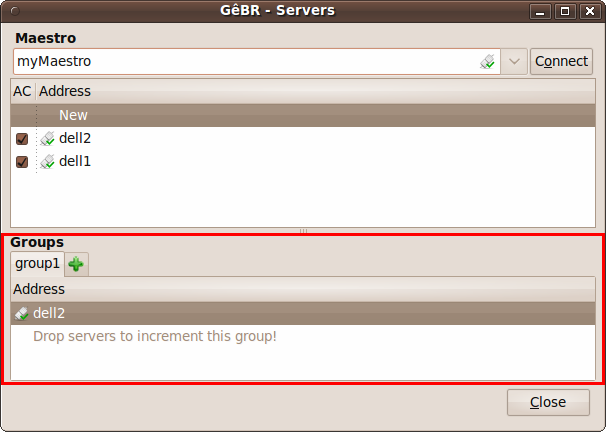 GêBR - Servers
Maestro
myMaestro
Connect
AC Address
New
dell2
dell1
Groups
group1
Address
dell2
Drop servers to increment this group!
Close